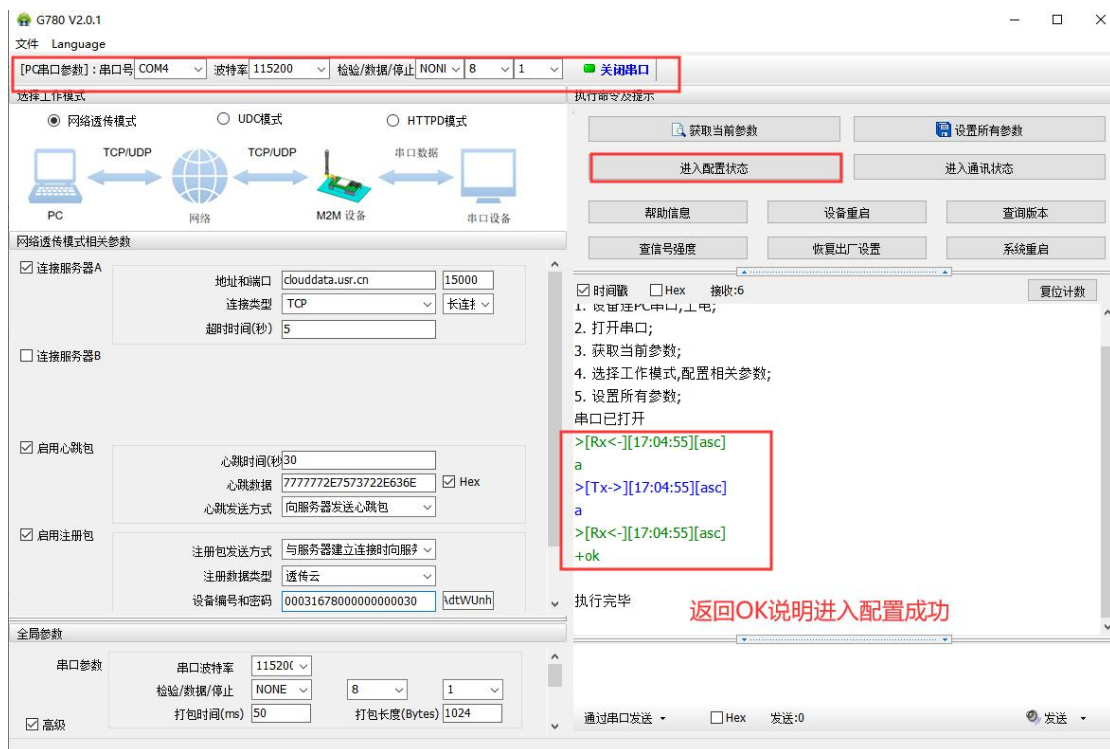 G780 V2.0.1
文件 Language
[PC串口参数]：串口号 COM4 波特率 115200 检验/数据/停止 NONI 8 1 关闭串口
选择工作模式
网络透传模式 UDC模式 HTTPD模式
TCP/UDP TCP/UDP 串口数据
PC 网络 M2M 设备 串口设备
网络透传模式相关参数
连接服务器A
地址和端口 clouddata.usr.cn 15000
连接类型 TCP 长连
超时时间(秒) 5
连接服务器B
启用心跳包
心跳时间(秒 30
心跳数据 7777772E7573722E636E Hex
心跳发送方式 向服务器发送心跳包
启用注册包
注册包发送方式 与服务器建立连接时向服务
注册数据类型 透传云
设备编号和密码 00031678000000000030 \dtWUnh
全局参数
串口参数 串口波特率 11520(
检验/数据/停止 NONE 8 1
打包时间(ms) 50 打包长度(Bytes) 1024
高级
执行命令及提示
获取当前参数 设置所有参数
进入配置状态 进入通讯状态
帮助信息 设备重启 查询版本
查信号强度 恢复出厂设置 系统重启
时间戳 Hex 接收:6 复位计数
1. 设备连PC串口,上电;
2. 打开串口;
3. 获取当前参数;
4. 选择工作模式,配置相关参数;
5. 设置所有参数;
串口已打开
>[Rx<-][17:04:55][asc]
a
>[Tx->][17:04:55][asc]
a
>[Rx<-][17:04:55][asc]
+ok
执行完毕
返回OK说明进入配置成功
通过串口发送 Hex 发送:0 发送